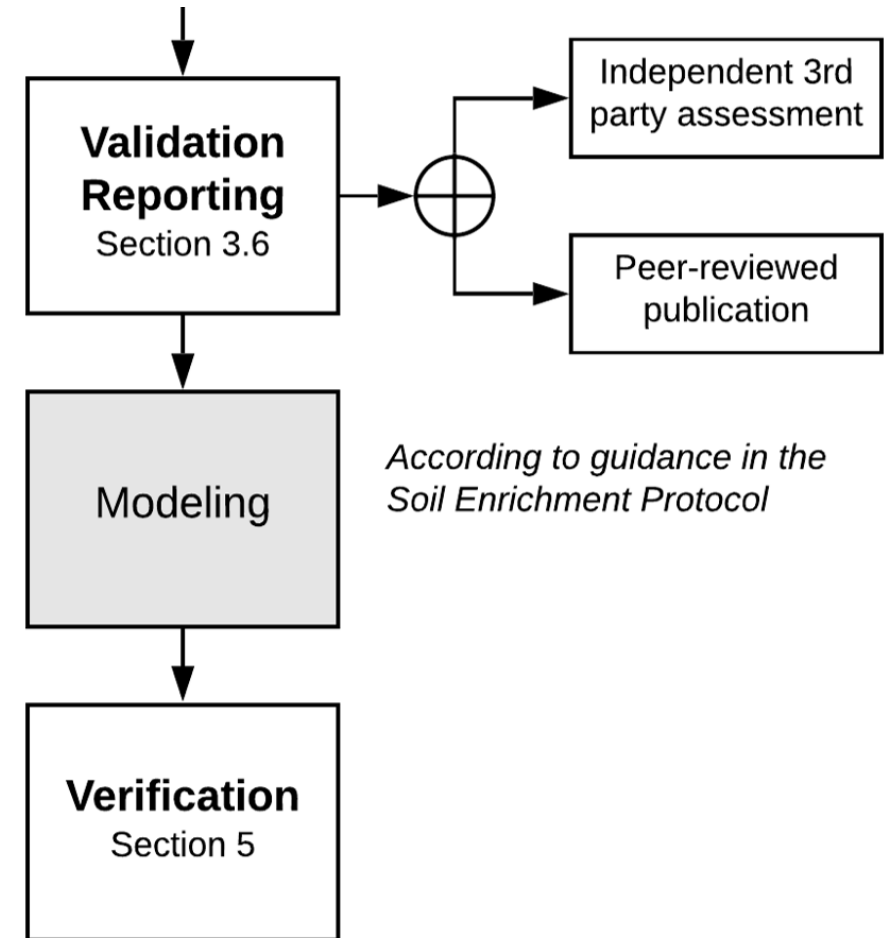 Validation
Reporting
Section 3.6
Independent 3rd
party assessment
Peer-reviewed
publication
Modeling
According to guidance in the
Soil Enrichment Protocol
Verification
Section 5